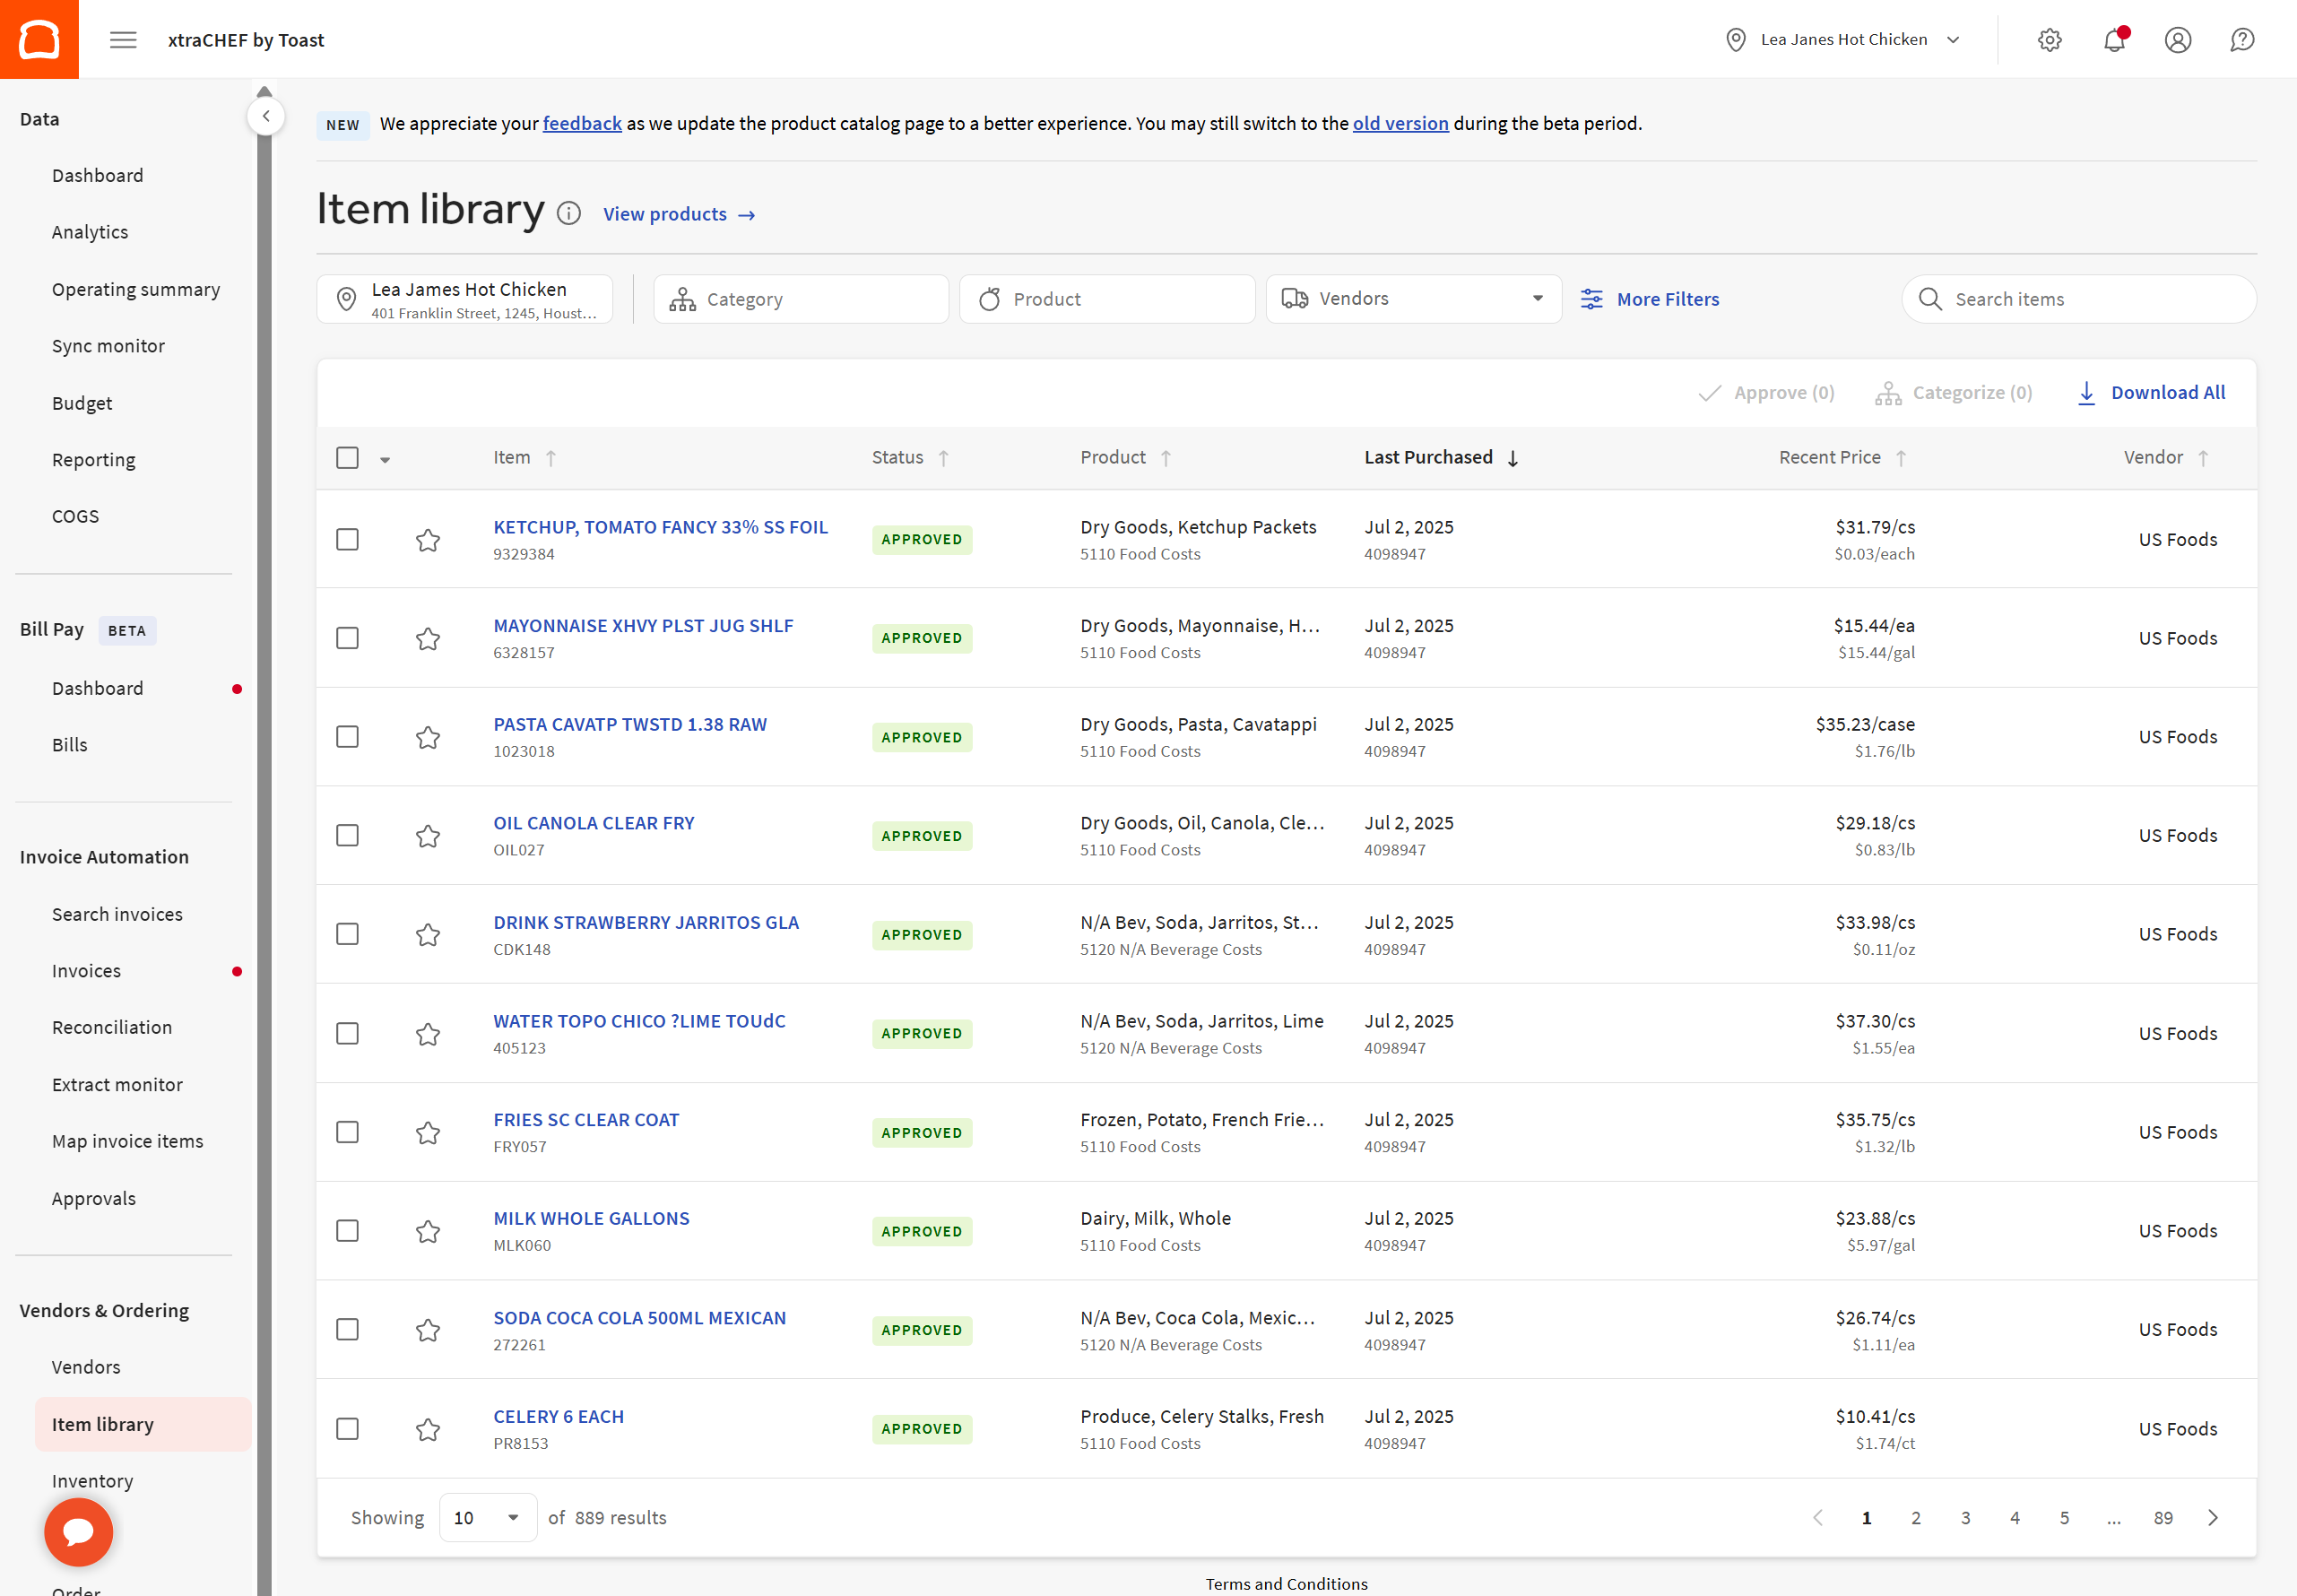 xtraCHEF by Toast
Lea Janes Hot Chicken
Data
Dashboard
Analytics
Operating summary
Sync monitor
Budget
Reporting
COGS
Bill Pay BETA
Dashboard
Bills
Invoice Automation
Search invoices
Invoices
Reconciliation
Extract monitor
Map invoice items
Approvals
Vendors & Ordering
Vendors
Item library
Inventory
Order
NEW We appreciate your feedback as we update the product catalog page to a better experience. You may still switch to the old version during the beta period.
Item library View products →
Lea James Hot Chicken
401 Franklin Street, 1245, Houst...
Category
Product
Vendors
More Filters
Search items
Approve (0) Categorize (0) Download All
Item ↑ Status ↑ Product ↑ Last Purchased ↓ Recent Price ↑ Vendor ↑
KETCHUP, TOMATO FANCY 33% SS FOIL APPROVED Dry Goods, Ketchup Packets Jul 2, 2025 $31.79/cs US Foods
9329384 5110 Food Costs 4098947 $0.03/each
MAYONNAISE XHVY PLST JUG SHLF APPROVED Dry Goods, Mayonnaise, H... Jul 2, 2025 $15.44/ea US Foods
6328157 5110 Food Costs 4098947 $15.44/gal
PASTA CAVATP TWSTD 1.38 RAW APPROVED Dry Goods, Pasta, Cavatappi Jul 2, 2025 $35.23/case US Foods
1023018 5110 Food Costs 4098947 $1.76/lb
OIL CANOLA CLEAR FRY APPROVED Dry Goods, Oil, Canola, Cle... Jul 2, 2025 $29.18/cs US Foods
OIL027 5110 Food Costs 4098947 $0.83/lb
DRINK STRAWBERRY JARRITOS GLA APPROVED N/A Bev, Soda, Jarritos, St... Jul 2, 2025 $33.98/cs US Foods
CDK148 5120 N/A Beverage Costs 4098947 $0.11/oz
WATER TOPO CHICO ?LIME TOUdC APPROVED N/A Bev, Soda, Jarritos, Lime Jul 2, 2025 $37.30/cs US Foods
405123 5120 N/A Beverage Costs 4098947 $1.55/ea
FRIES SC CLEAR COAT APPROVED Frozen, Potato, French Frie... Jul 2, 2025 $35.75/cs US Foods
FRY057 5110 Food Costs 4098947 $1.32/lb
MILK WHOLE GALLONS APPROVED Dairy, Milk, Whole Jul 2, 2025 $23.88/cs US Foods
MLK060 5110 Food Costs 4098947 $5.97/gal
SODA COCA COLA 500ML MEXICAN APPROVED N/A Bev, Coca Cola, Mexic... Jul 2, 2025 $26.74/cs US Foods
272261 5120 N/A Beverage Costs 4098947 $1.11/ea
CELERY 6 EACH APPROVED Produce, Celery Stalks, Fresh Jul 2, 2025 $10.41/cs US Foods
PR8153 5110 Food Costs 4098947 $1.74/ct
Showing 10 of 889 results 1 2 3 4 5 ... 89
Terms and Conditions